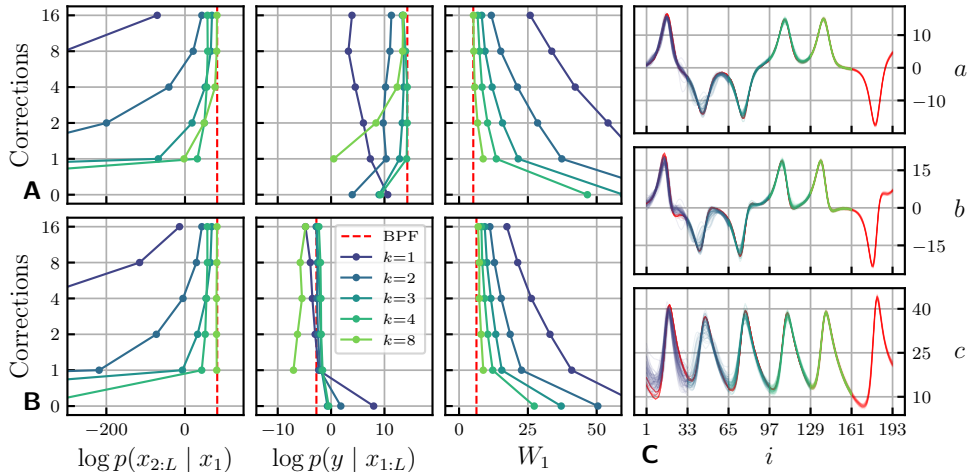 Corrections
16
8
4
2
1
0
A
Corrections
16
8
4
2
1
0
B
−200
0
log p(x2:L | x1)
BPF
k=1
k=2
k=3
k=4
k=8
−10
0
10
log p(y | x1:L)
0
50
W1
10
0
−10
a
15
0
−15
b
40
25
10
c
1
33
65
97
129
161
193
C
i